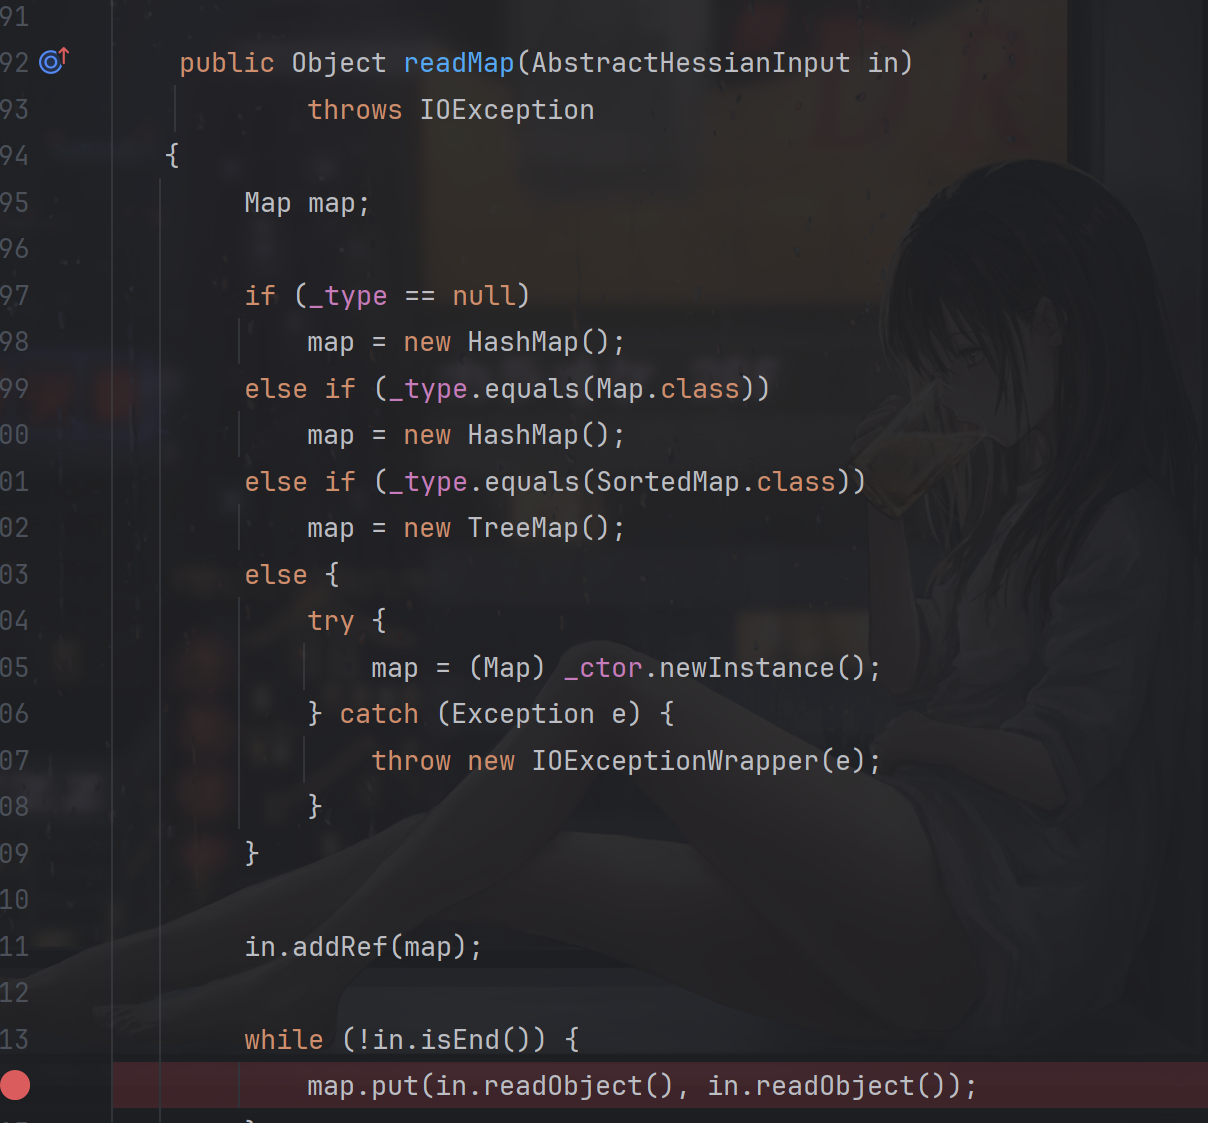 91
92 public Object readMap(AbstractHessianInput in)
93 throws IOException
94 {
95 Map map;
96
97 if (_type == null)
98 map = new HashMap();
99 else if (_type.equals(Map.class))
00 map = new HashMap();
01 else if (_type.equals(SortedMap.class))
02 map = new TreeMap();
03 else {
04 try {
05 map = (Map) _ctor.newInstance();
06 } catch (Exception e) {
07 throw new IOExceptionWrapper(e);
08 }
09 }
10
11 in.addRef(map);
12
13 while (!in.isEnd()) {
map.put(in.readObject(), in.readObject());